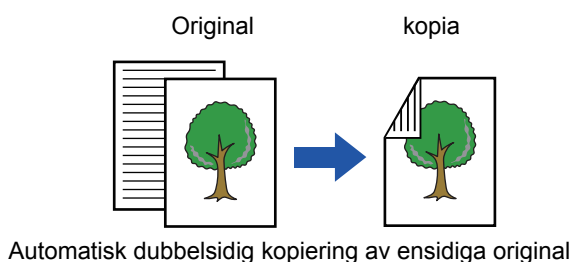 Original kopia
Automatisk dubbelsidig kopiering av ensidiga original